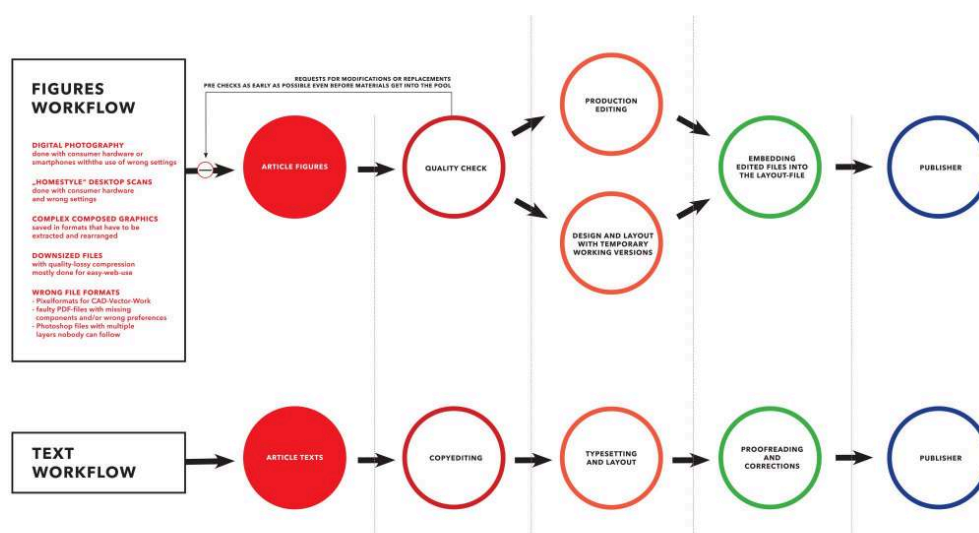 FIGURES
WORKFLOW
DIGITAL PHOTOGRAPHY
done with consumer hardware or
smartphones withthe use of wrong settings
„HOMESTYLE" DESKTOP SCANS
done with consumer hardware
and wrong settings
COMPLEX COMPOSED GRAPHICS
saved in formats that have to be
extracted and rearranged
DOWNSIZED FILES
with quality-lossy compression
mostly done for easy-web-use
WRONG FILE FORMATS
- Pixelformats for CAD-Vector-Work
- faulty PDF-files with missing
components and/or wrong preferences
- Photoshop files with multiple
layers nobody can follow
REQUESTS FOR MODIFICATIONS OR REPLACEMENTS
PRE CHECKS AS EARLY AS POSSIBLE EVEN BEFORE MATERIALS GET INTO THE POOL
ARTICLE FIGURES
QUALITY CHECK
PRODUCTION
EDITING
DESIGN AND LAYOUT
WITH TEMPORARY
WORKING VERSIONS
EMBEDDING
EDITED FILES INTO
THE LAYOUT-FILE
PUBLISHER
TEXT
WORKFLOW
ARTICLE TEXTS
COPYEDITING
TYPESETTING
AND LAYOUT
PROOFREADING
AND
CORRECTIONS
PUBLISHER